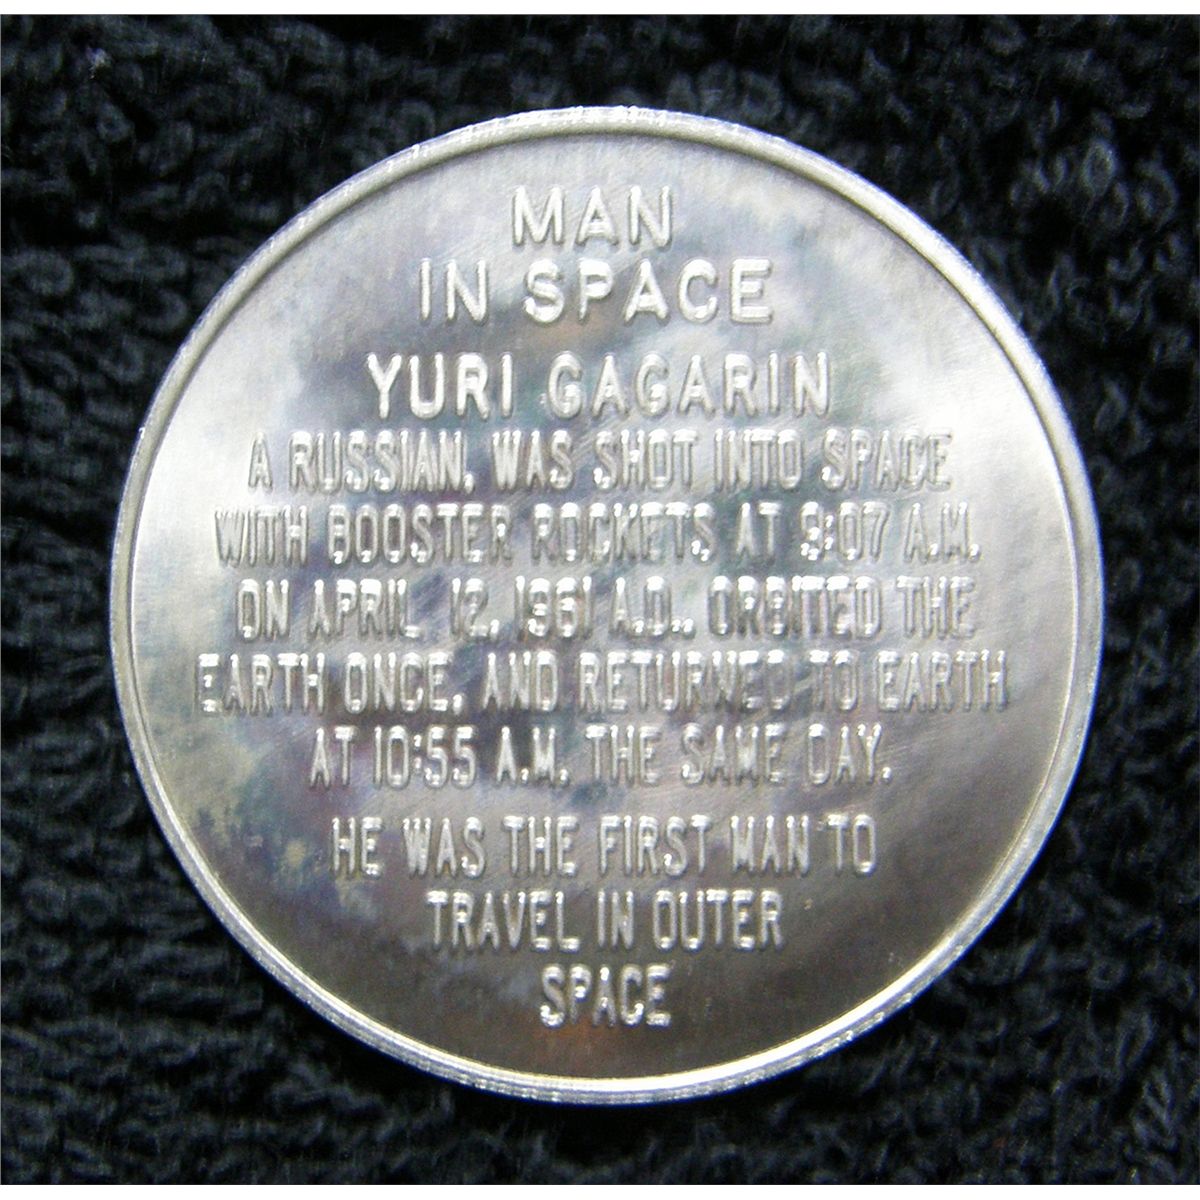 MAN
IN SPACE
YURI GAGARIN
A RUSSIAN, WAS SHOT INTO SPACE
WITH BOOSTER ROCKETS AT 9:07 A.M.
ON APRIL 12, 1961 A.D., ORBITED THE
EARTH ONCE, AND RETURNED TO EARTH
AT 10:55 A.M. THE SAME DAY.
HE WAS THE FIRST MAN TO
TRAVEL IN OUTER
SPACE